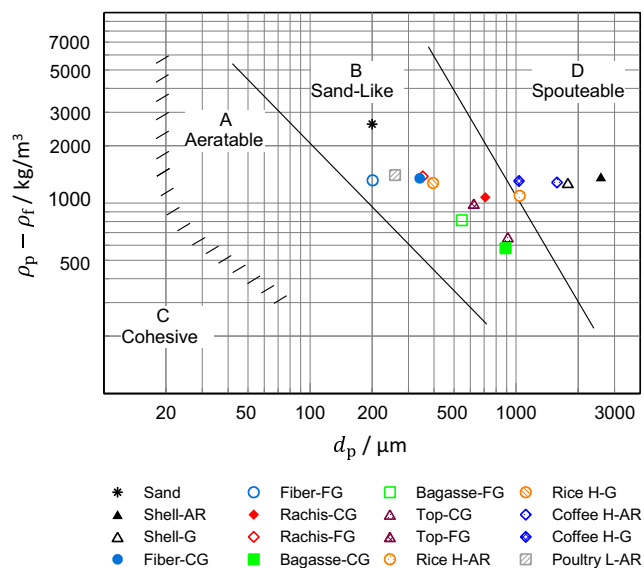 7000
5000
3000
2000
1000
500
ρp − ρf / kg/m³
B
Sand-Like
D
Spouteable
A
Aeratable
C
Cohesive
20 50 100 200 500 1000 3000
dp / μm
Sand Fiber-FG Bagasse-FG Rice H-G
Shell-AR Rachis-CG Top-CG Coffee H-AR
Shell-G Rachis-FG Top-FG Coffee H-G
Fiber-CG Bagasse-CG Rice H-AR Poultry L-AR